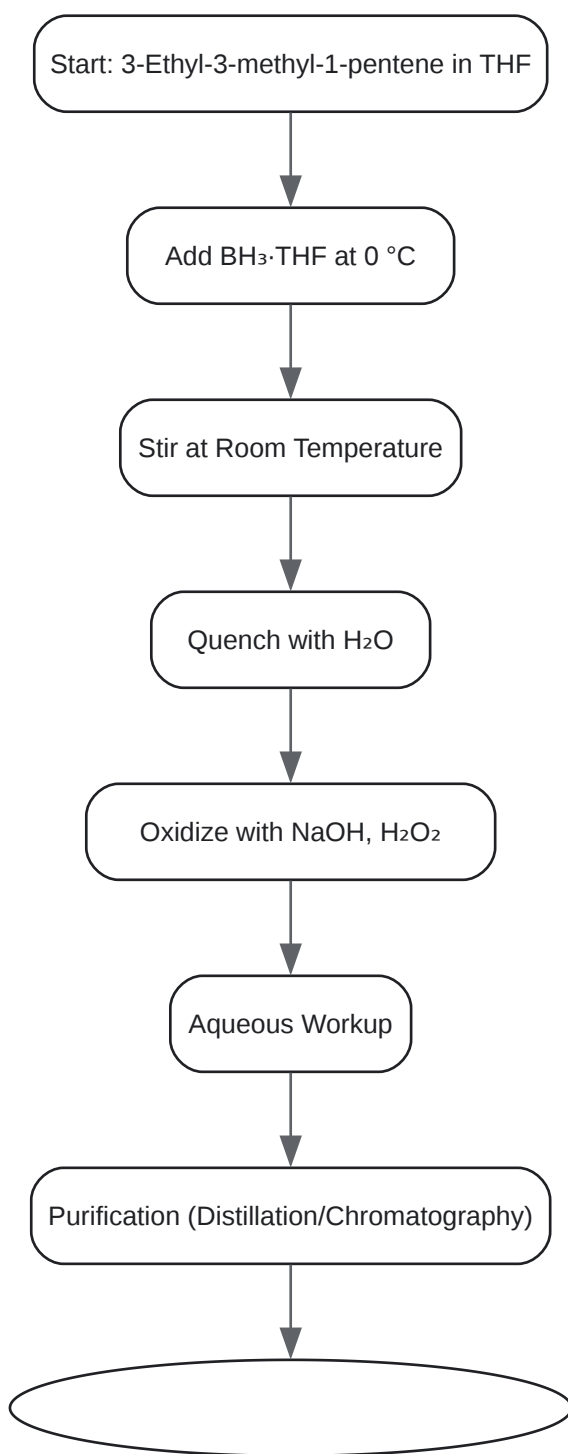 Start: 3-Ethyl-3-methyl-1-pentene in THF
Add BH₃·THF at 0 °C
Stir at Room Temperature
Quench with H₂O
Oxidize with NaOH, H₂O₂
Aqueous Workup
Purification (Distillation/Chromatography)